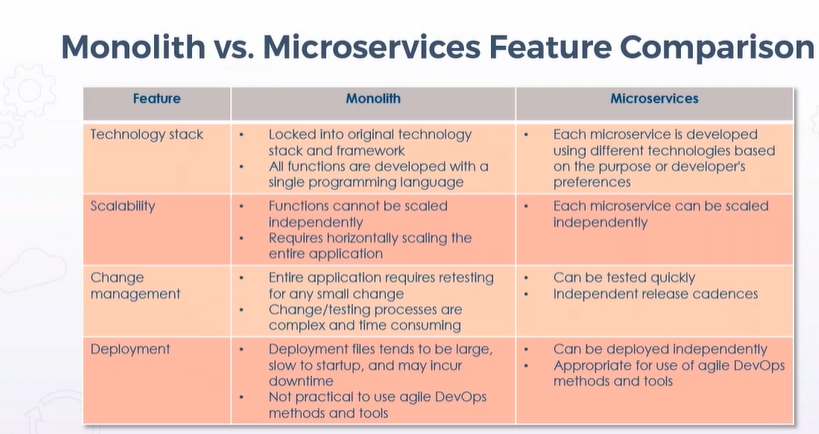 Monolith vs. Microservices Feature Comparison
Feature
Monolith
Microservices
Technology stack
• Locked into original technology
stack and framework
• All functions are developed with a
single programming language
• Each microservice is developed
using different technologies based
on the purpose or developer's
preferences
Scalability
• Functions cannot be scaled
independently
• Requires horizontally scaling the
entire application
• Each microservice can be scaled
independently
Change
management
• Entire application requires retesting
for any small change
• Change/testing processes are
complex and time consuming
• Can be tested quickly
• Independent release cadences
Deployment
• Deployment files tends to be large,
slow to startup, and may incur
downtime
• Not practical to use agile DevOps
methods and tools
• Can be deployed independently
• Appropriate for use of agile DevOps
methods and tools